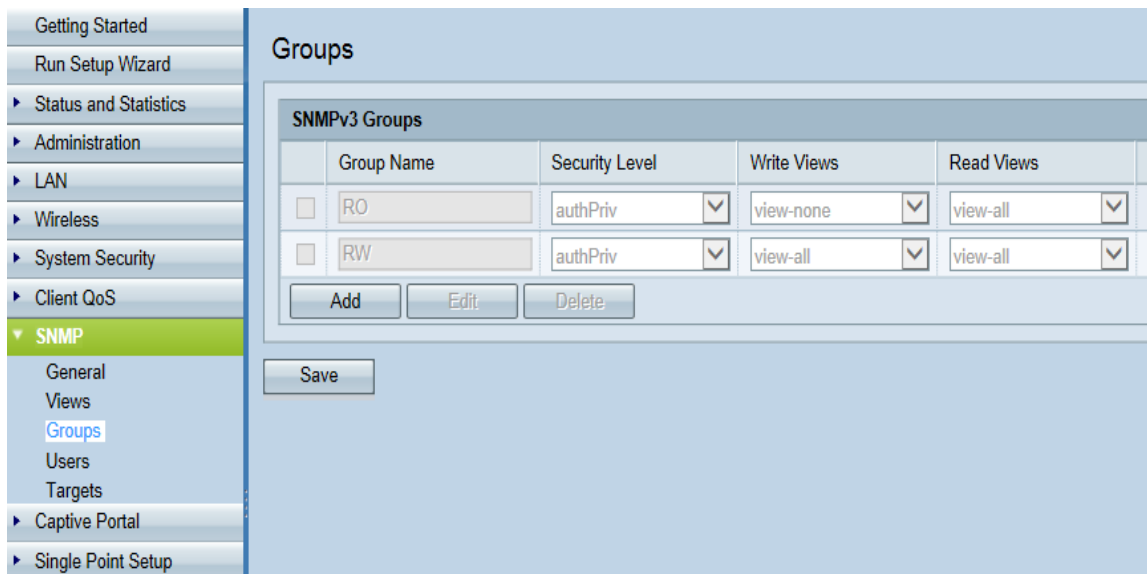 Getting Started
Run Setup Wizard
Status and Statistics
Administration
LAN
Wireless
System Security
Client QoS
SNMP
General
Views
Groups
Users
Targets
Captive Portal
Single Point Setup
Groups
SNMPv3 Groups
Group Name Security Level Write Views Read Views
RO authPriv view-none view-all
RW authPriv view-all view-all
Add Edit Delete
Save